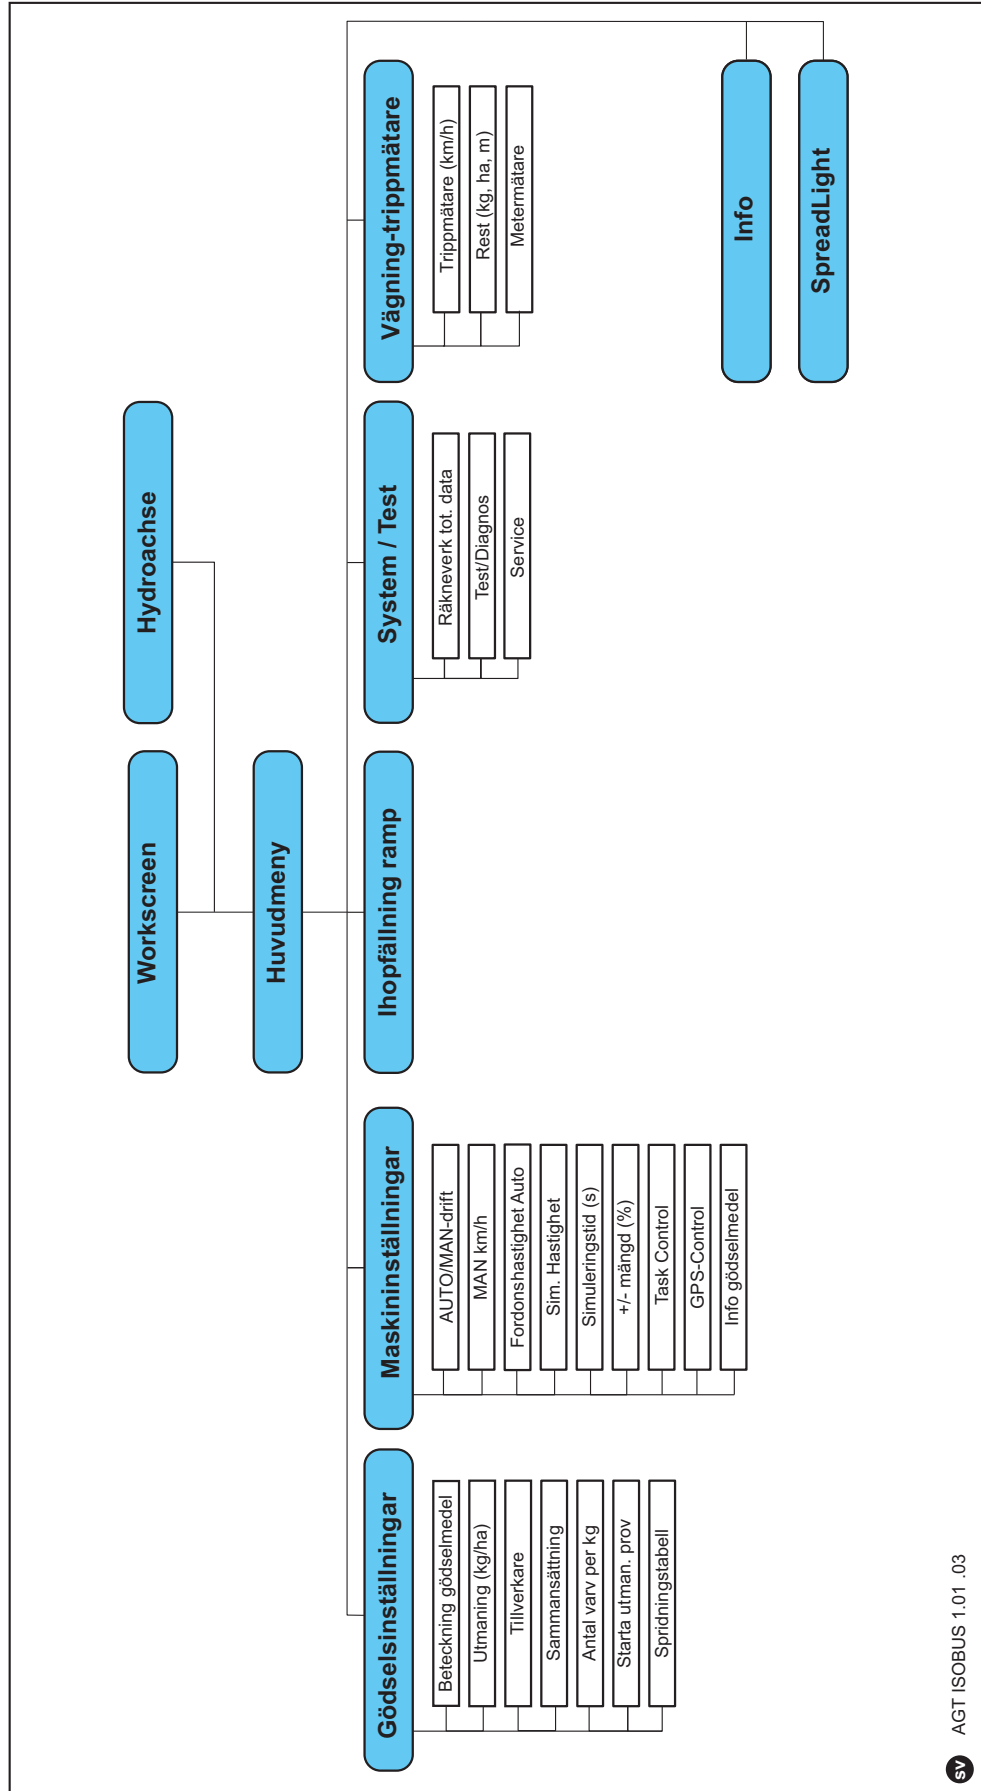 Workscreen
Hydroachse
Huvudmeny
Gödselsinställningar
Beteckning gödselmedel
Utmaning (kg/ha)
Tillverkare
Sammansättning
Antal varv per kg
Starta utman. prov
Spridningstabell
Maskininställningar
AUTO/MAN-drift
MAN km/h
Fordonshastighet Auto
Sim. Hastighet
Simuleringstid (s)
+/- mängd (%)
Task Control
GPS-Control
Info gödselmedel
Ihopfällning ramp
System / Test
Räkneverk tot. data
Test/Diagnos
Service
Vägning-trippmätare
Trippmätare (km/h)
Rest (kg, ha, m)
Metermätare
Info
SpreadLight
sv AGT ISOBUS 1.01 .03